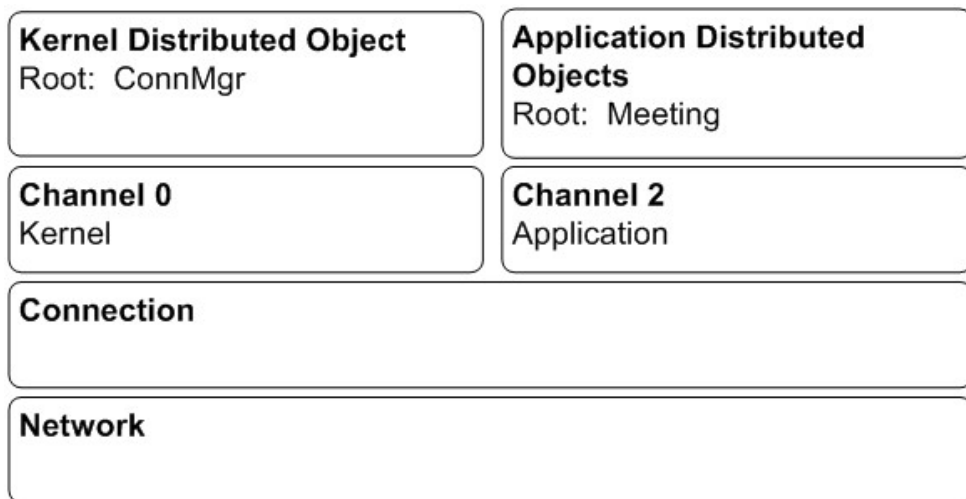 Kernel Distributed Object
Root: ConnMgr
Application Distributed
Objects
Root: Meeting
Channel 0
Kernel
Channel 2
Application
Connection
Network